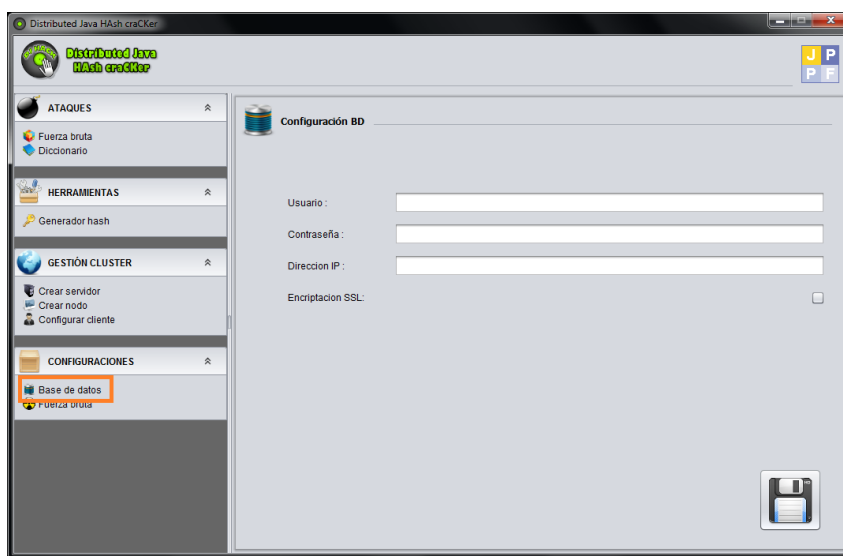 Distributed Java HAsh craCKer
Distributed Java
HAsh craCKer
J P
P F
ATAQUES
Fuerza bruta
Diccionario
HERRAMIENTAS
Generador hash
GESTIÓN CLUSTER
Crear servidor
Crear nodo
Configurar cliente
CONFIGURACIONES
Base de datos
Fuerza bruta
Configuración BD
Usuario :
Contraseña :
Direccion IP :
Encriptacion SSL: